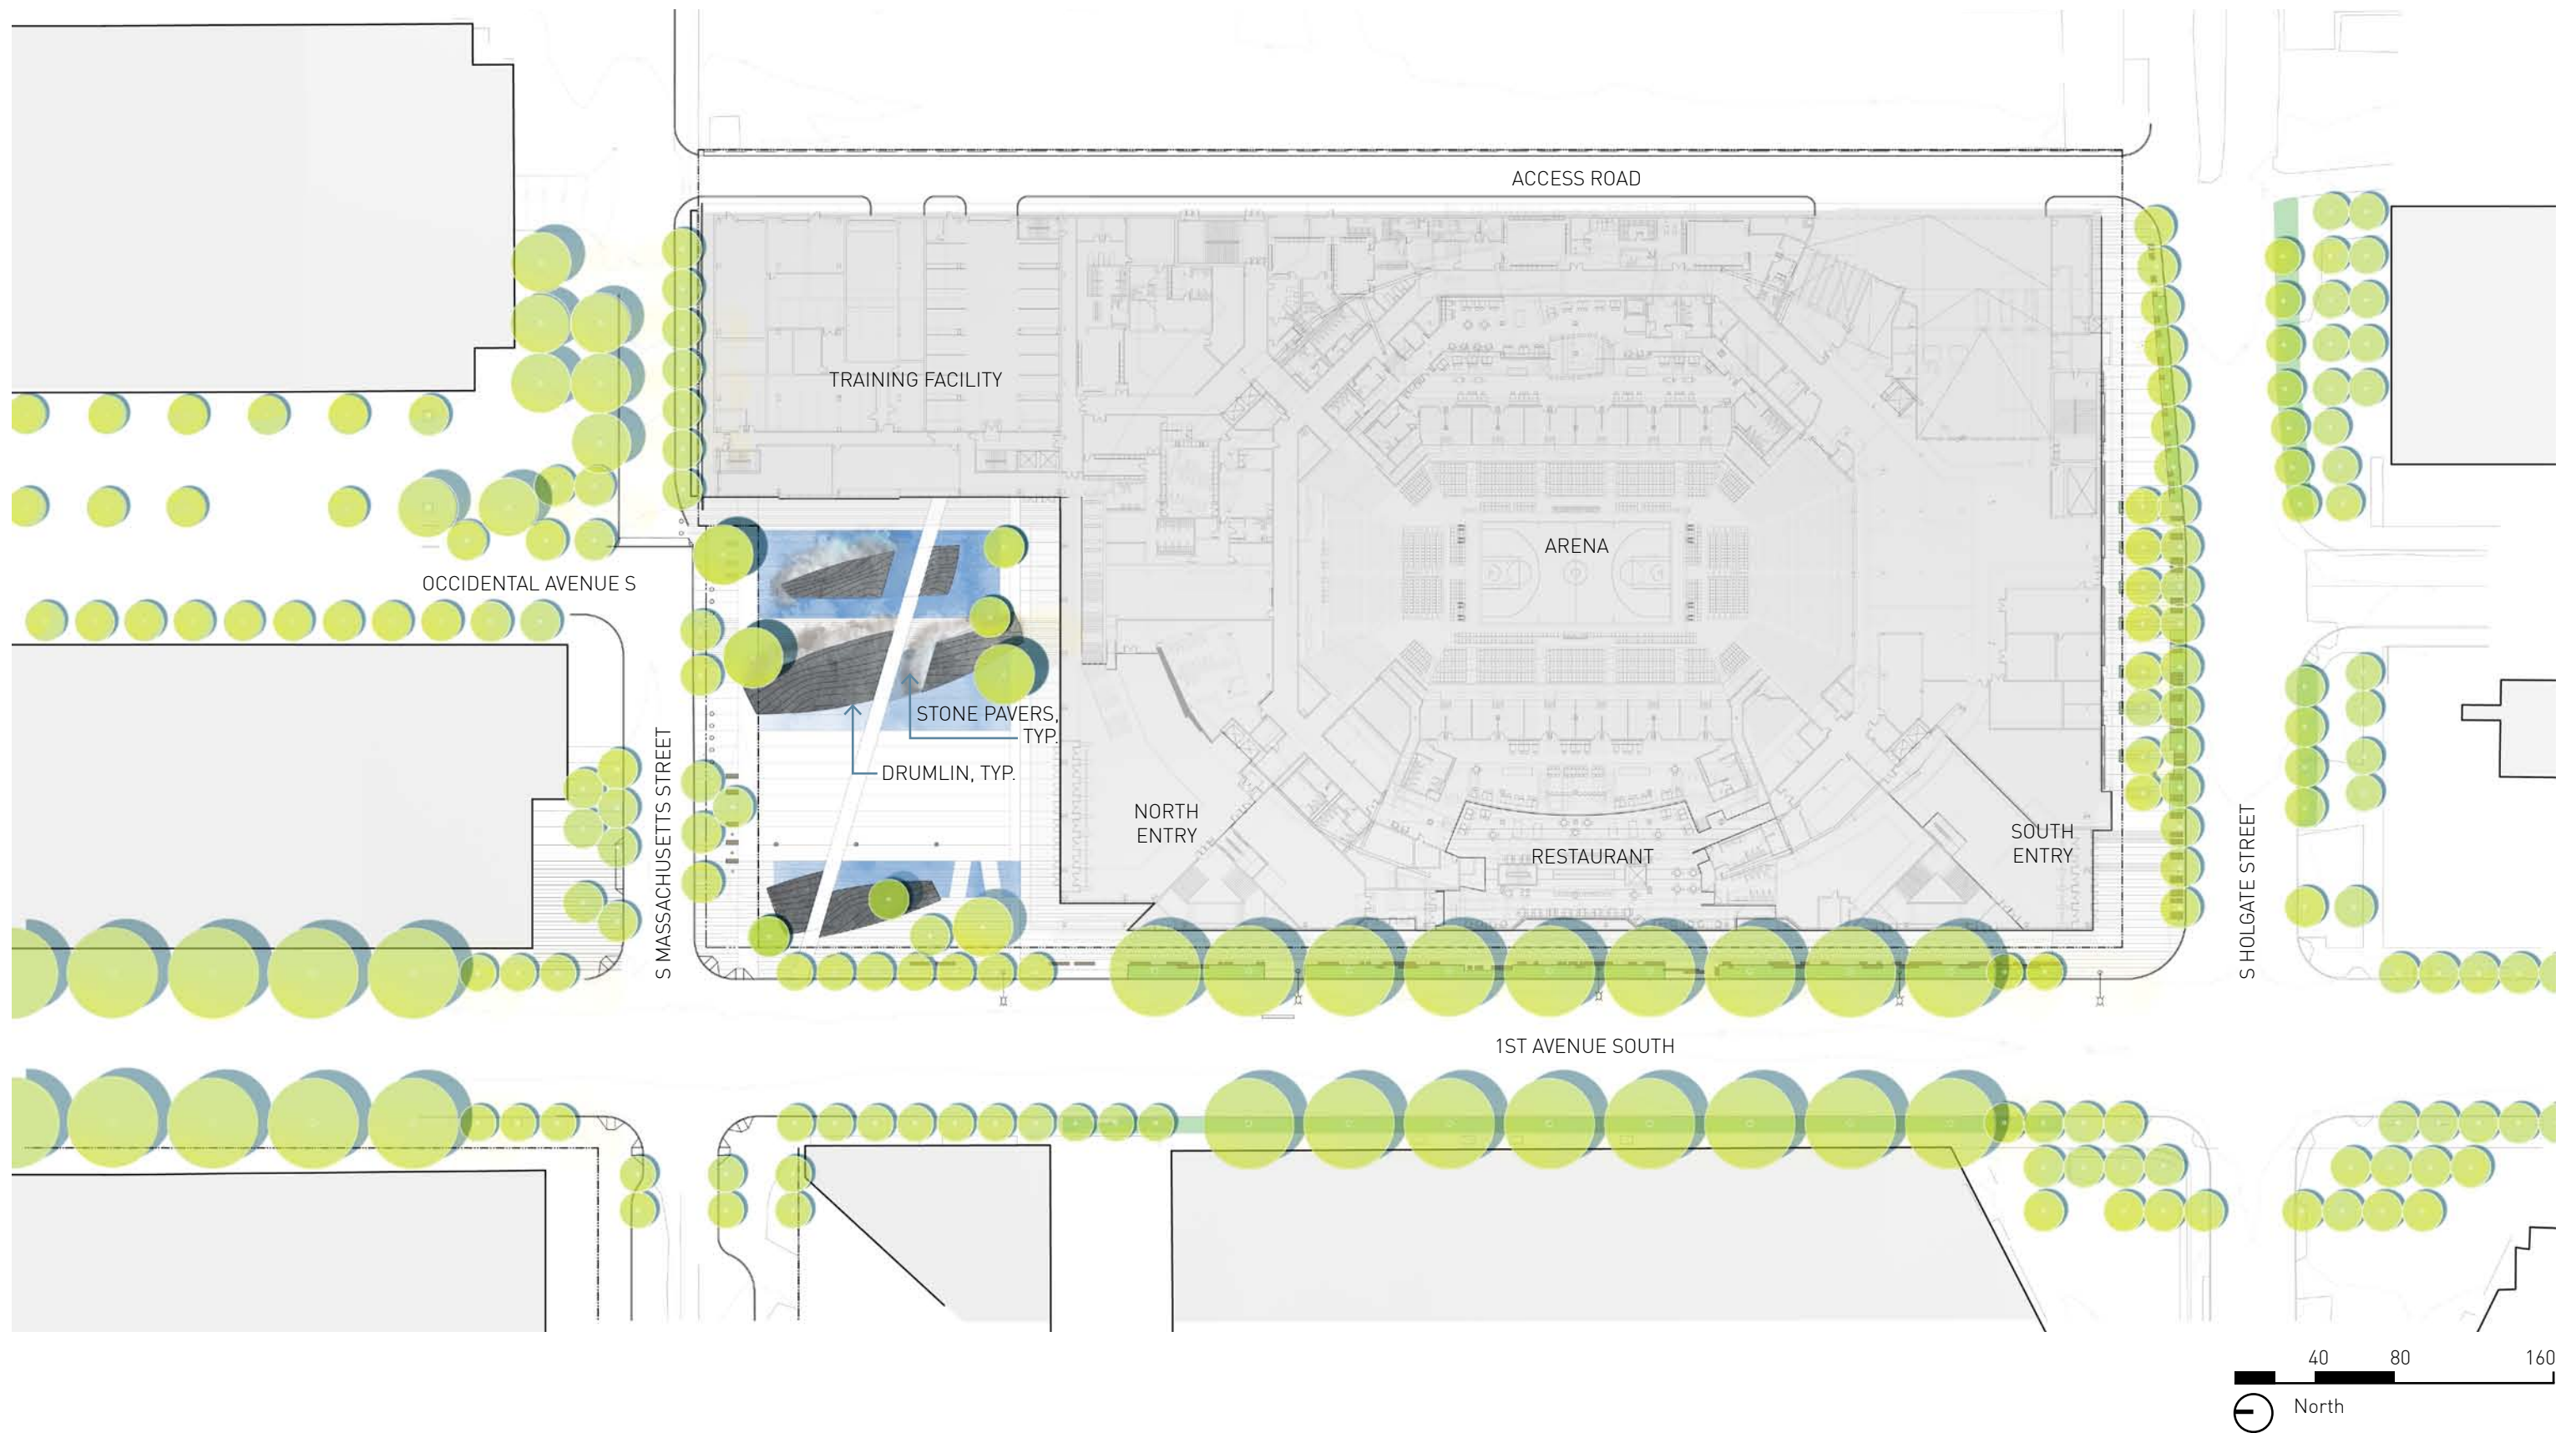 ACCESS ROAD
TRAINING FACILITY
ARENA
OCCIDENTAL AVENUE S
STONE PAVERS,
TYP.
DRUMLIN, TYP.
S MASSACHUSETTS STREET
NORTH
ENTRY
RESTAURANT
SOUTH
ENTRY
S HOLGATE STREET
1ST AVENUE SOUTH
40 80 160
North